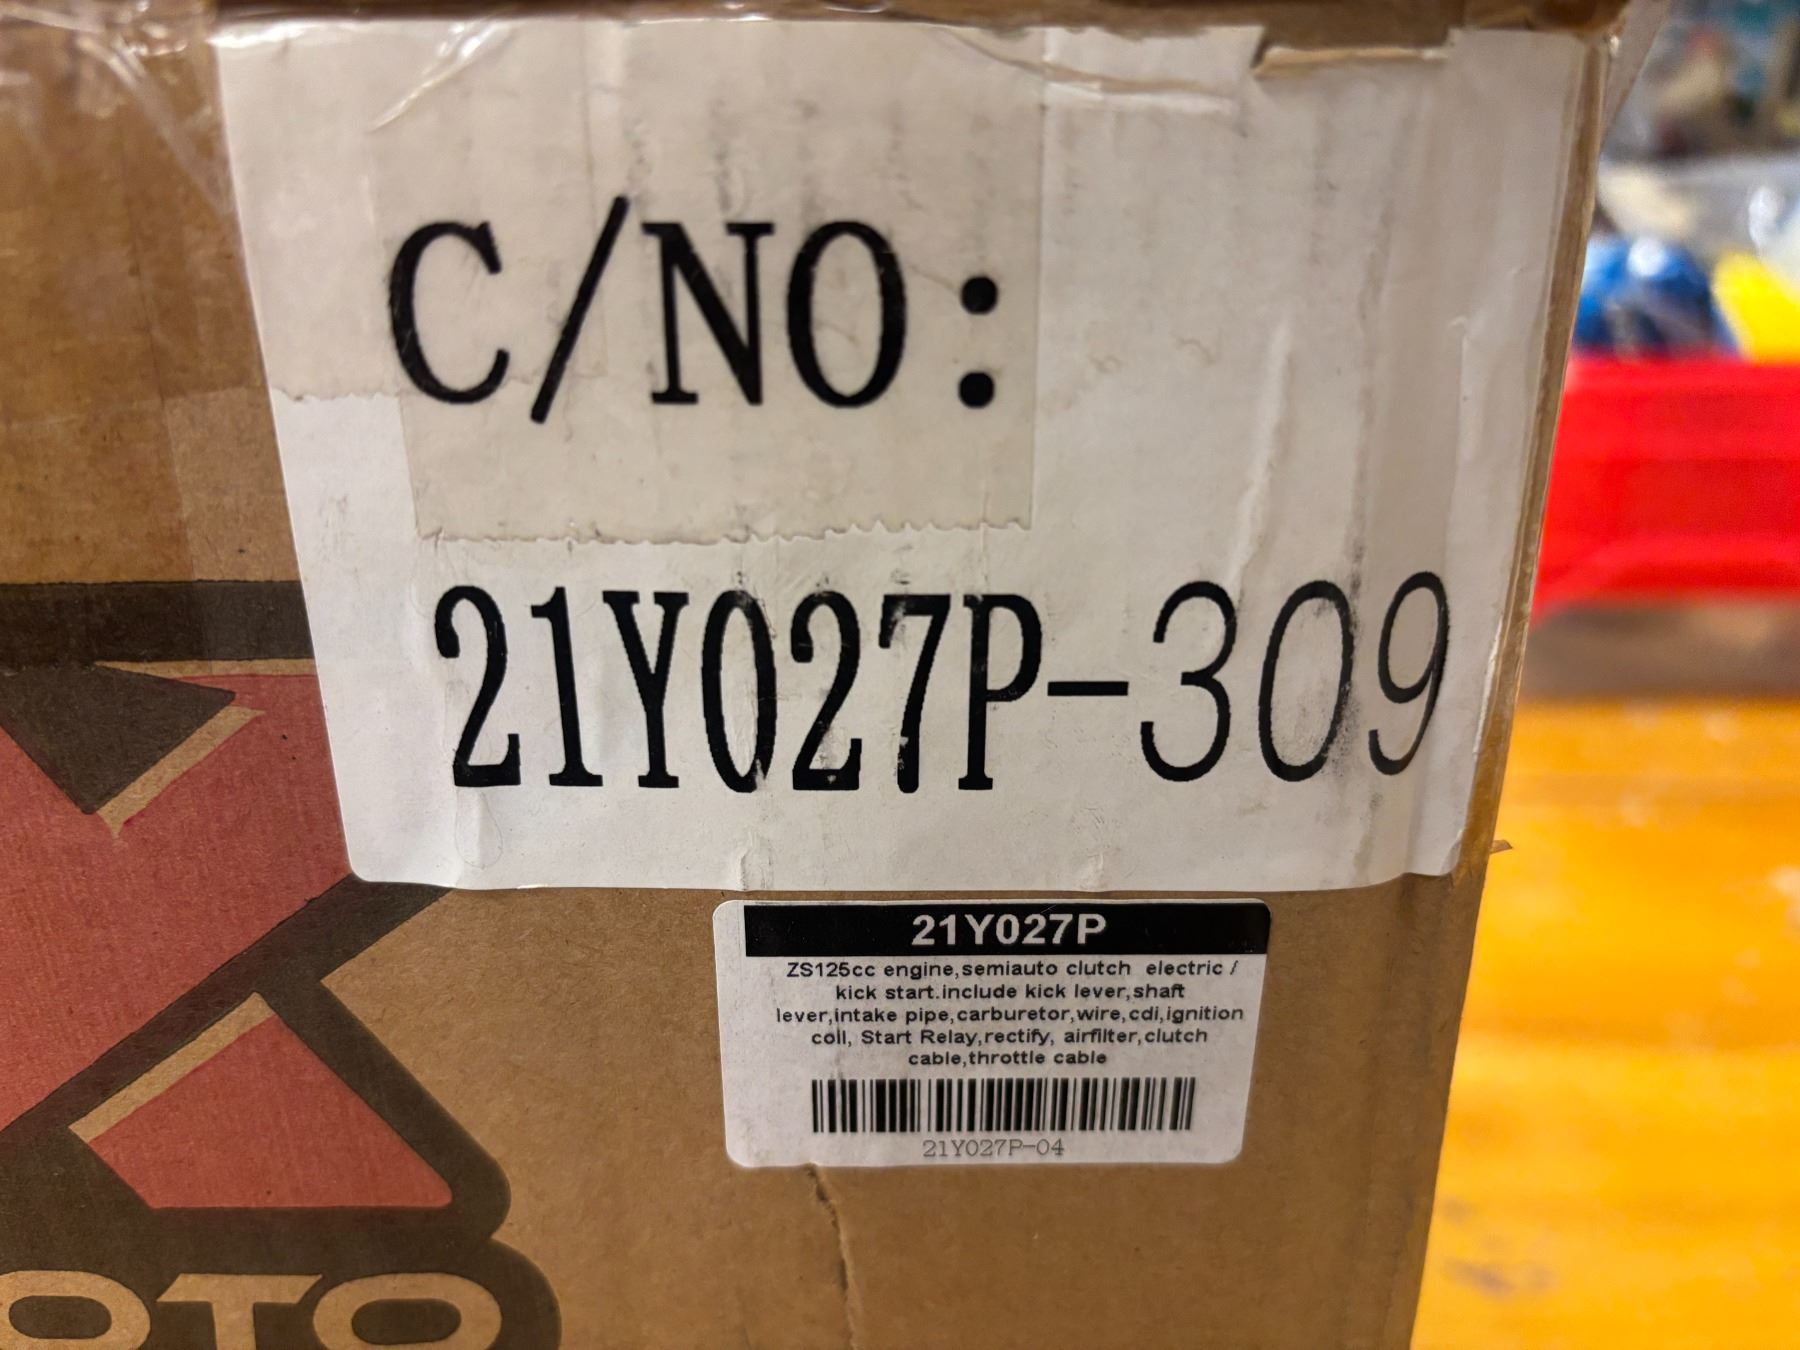 C/NO:
21Y027P-309
21Y027P
ZS125cc engine,semiauto clutch electric /
kick start.include kick lever,shaft
lever,intake pipe,carburetor,wire,cdi,ignition
coil, Start Relay,rectify, airfilter,clutch
cable,throttle cable
21Y027P-04
OTO